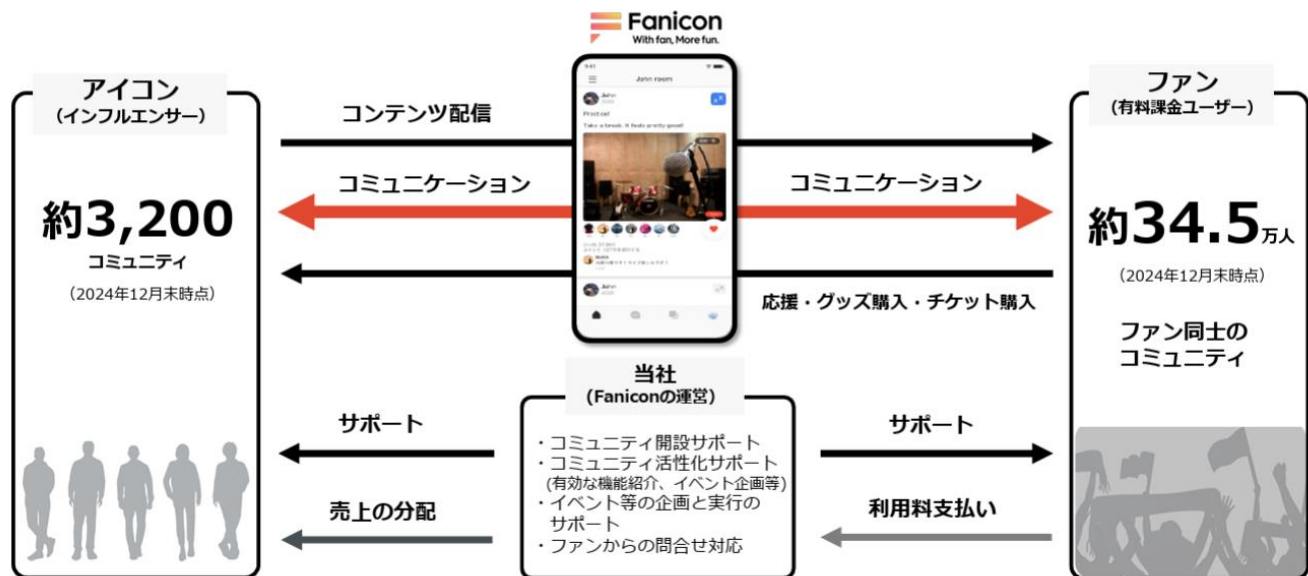 Fanicon
With fan, More fun.
アイコン
(インフルエンサー)
約3,200
コミュニティ
(2024年12月末時点)
コンテンツ配信
コミュニケーション
コミュニケーション
応援・グッズ購入・チケット購入
9:41
John room
John
Practice!
Take a break. It feels pretty good!
John
ファン
(有料課金ユーザー)
約34.5万人
(2024年12月末時点)
ファン同士の
コミュニティ
当社
(Faniconの運営)
・コミュニティ開設サポート
・コミュニティ活性化サポート
(有効な機能紹介、イベント企画等)
・イベント等の企画と実行の
サポート
・ファンからの問合せ対応
サポート
売上の分配
サポート
利用料支払い